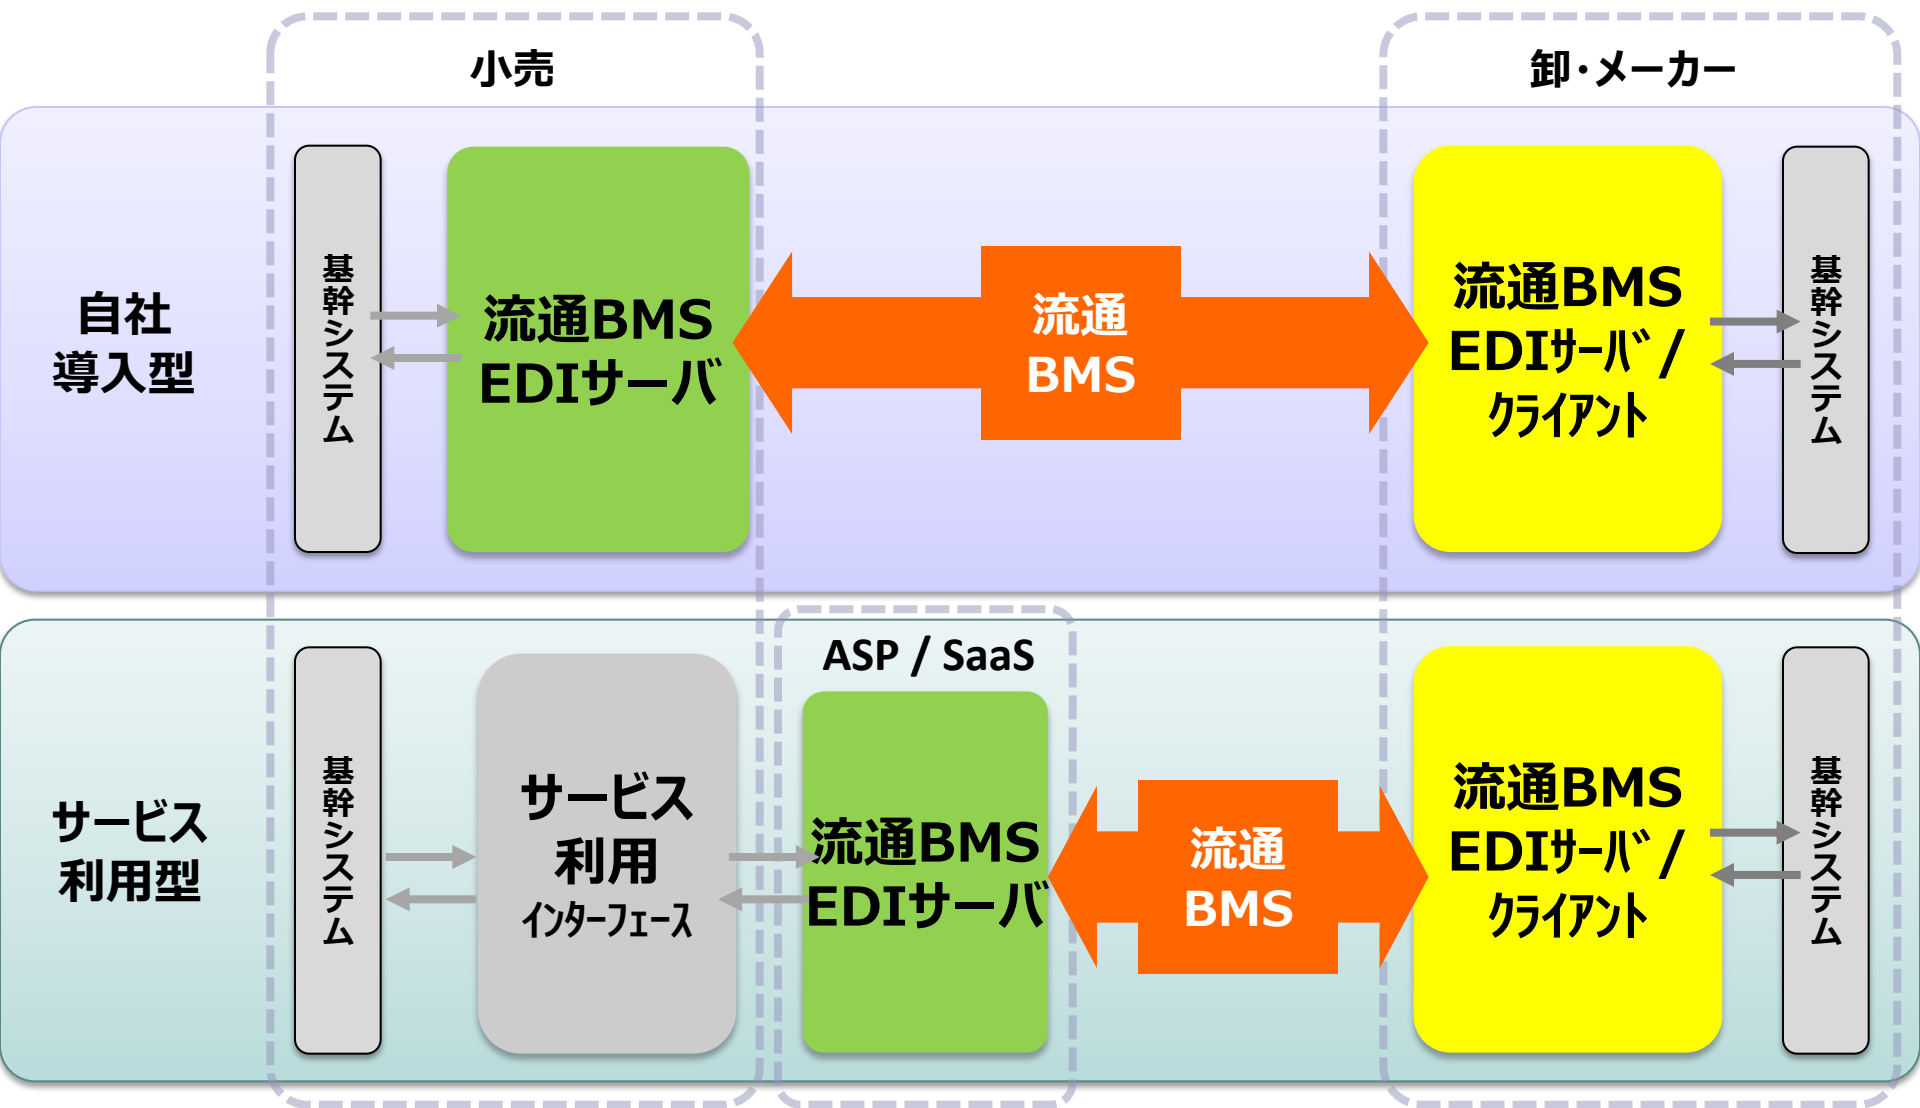 小売
卸・メーカー
自社
導入型
基幹システム
流通BMS
EDIサーバ
流通
BMS
流通BMS
EDIｻｰﾊﾞ /
ｸﾗｲｱﾝﾄ
基幹システム
サービス
利用型
基幹システム
サービス
利用
ｲﾝﾀｰﾌｪｰｽ
ASP / SaaS
流通BMS
EDIサーバ
流通
BMS
流通BMS
EDIｻｰﾊﾞ /
ｸﾗｲｱﾝﾄ
基幹システム